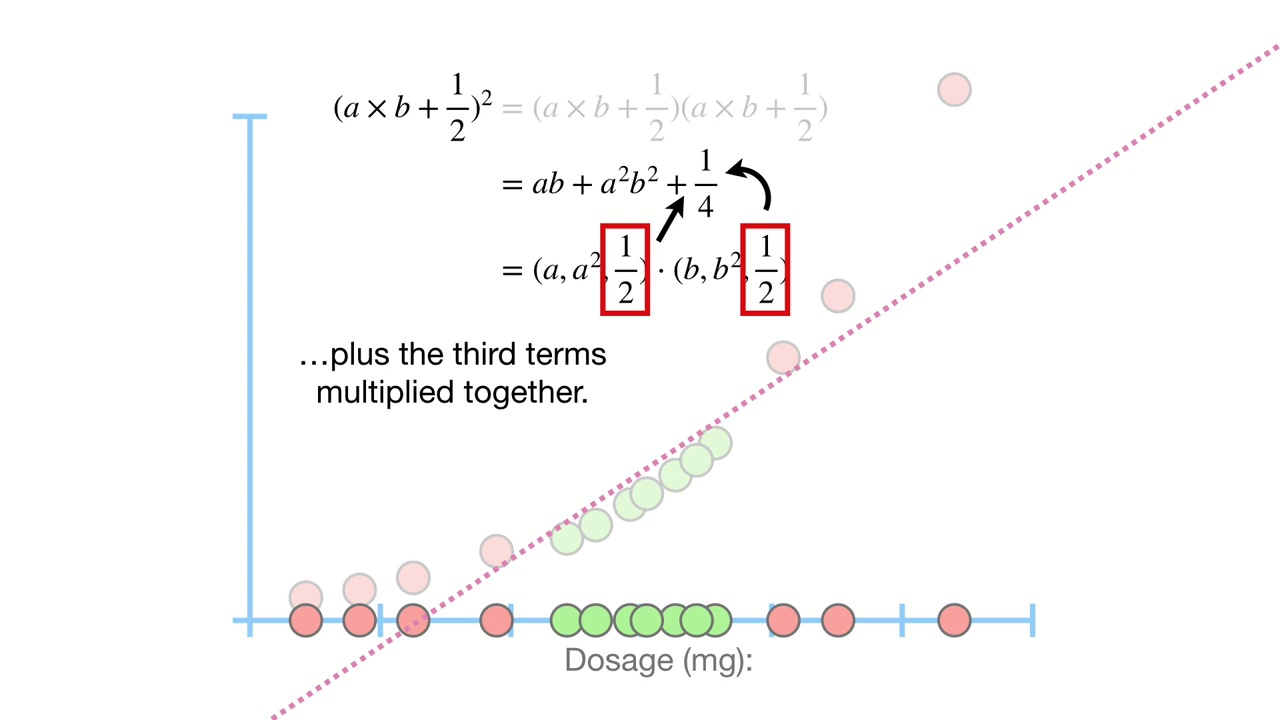 (a × b + 1/2)² = (a × b + 1/2)(a × b + 1/2)
= ab + a²b² + 1/4
= (a, a², 1/2) · (b, b², 1/2)
…plus the third terms
multiplied together.
Dosage (mg):